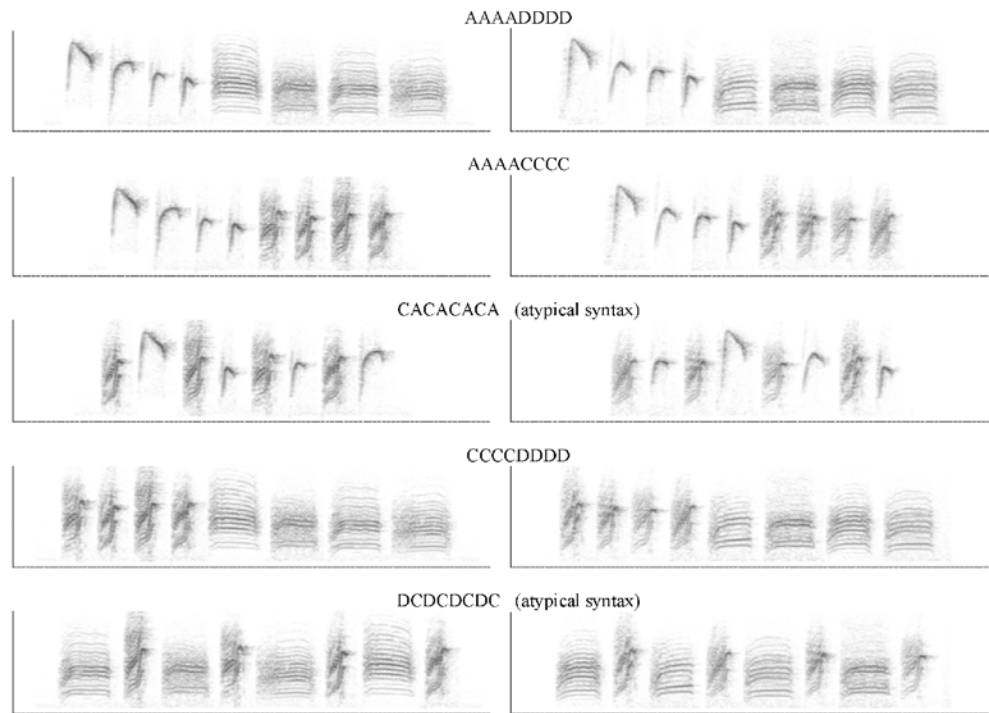 AAAADDDD
AAAACCCC
CACACACA (atypical syntax)
CCCCDDDD
DCDCDCDC (atypical syntax)